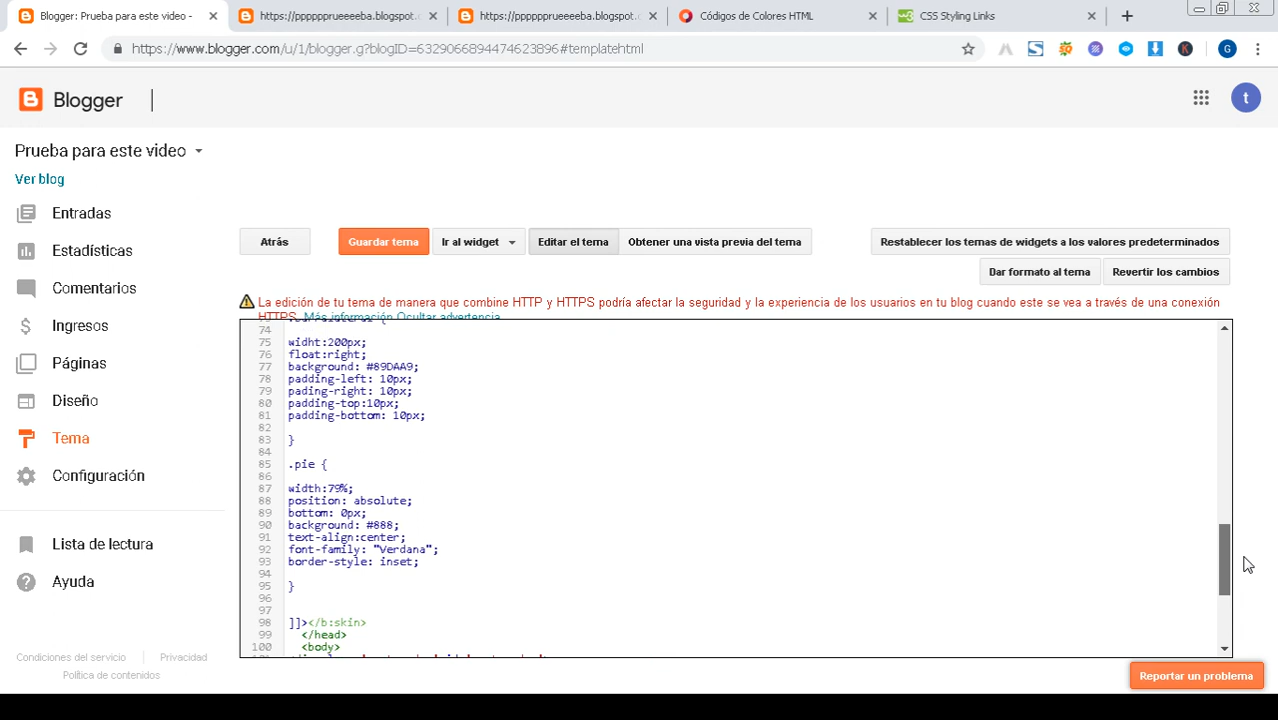 Blogger: Prueba para este video -
https://ppppppprueeeeba.blogspot.
https://ppppppprueeeeba.blogspot.
Códigos de Colores HTML
CSS Styling Links
https://www.blogger.com/u/1/blogger.g?blogID=6329066894474623896#templatehtml
G
Blogger
t
Prueba para este video
Ver blog
Entradas
Estadísticas
Comentarios
Ingresos
Páginas
Diseño
Tema
Configuración
Lista de lectura
Ayuda
Condiciones del servicio
Privacidad
Política de contenidos
Atrás
Guardar tema
Ir al widget
Editar el tema
Obtener una vista previa del tema
Restablecer los temas de widgets a los valores predeterminados
Dar formato al tema
Revertir los cambios
La edición de tu tema de manera que combine HTTP y HTTPS podría afectar la seguridad y la experiencia de los usuarios en tu blog cuando este se vea a través de una conexión
HTTPS. Más información Ocultar advertencia
74
75 widht:200px;
76 float:right;
77 background: #89DAA9;
78 padding-left: 10px;
79 pading-right: 10px;
80 padding-top:10px;
81 padding-bottom: 10px;
82
83 }
84
85 .pie {
86
87 width:79%;
88 position: absolute;
89 bottom: 0px;
90 background: #888;
91 text-align:center;
92 font-family: "Verdana";
93 border-style: inset;
94
95 }
96
97
98 ]]></b:skin>
99 </head>
100 <body>
Reportar un problema